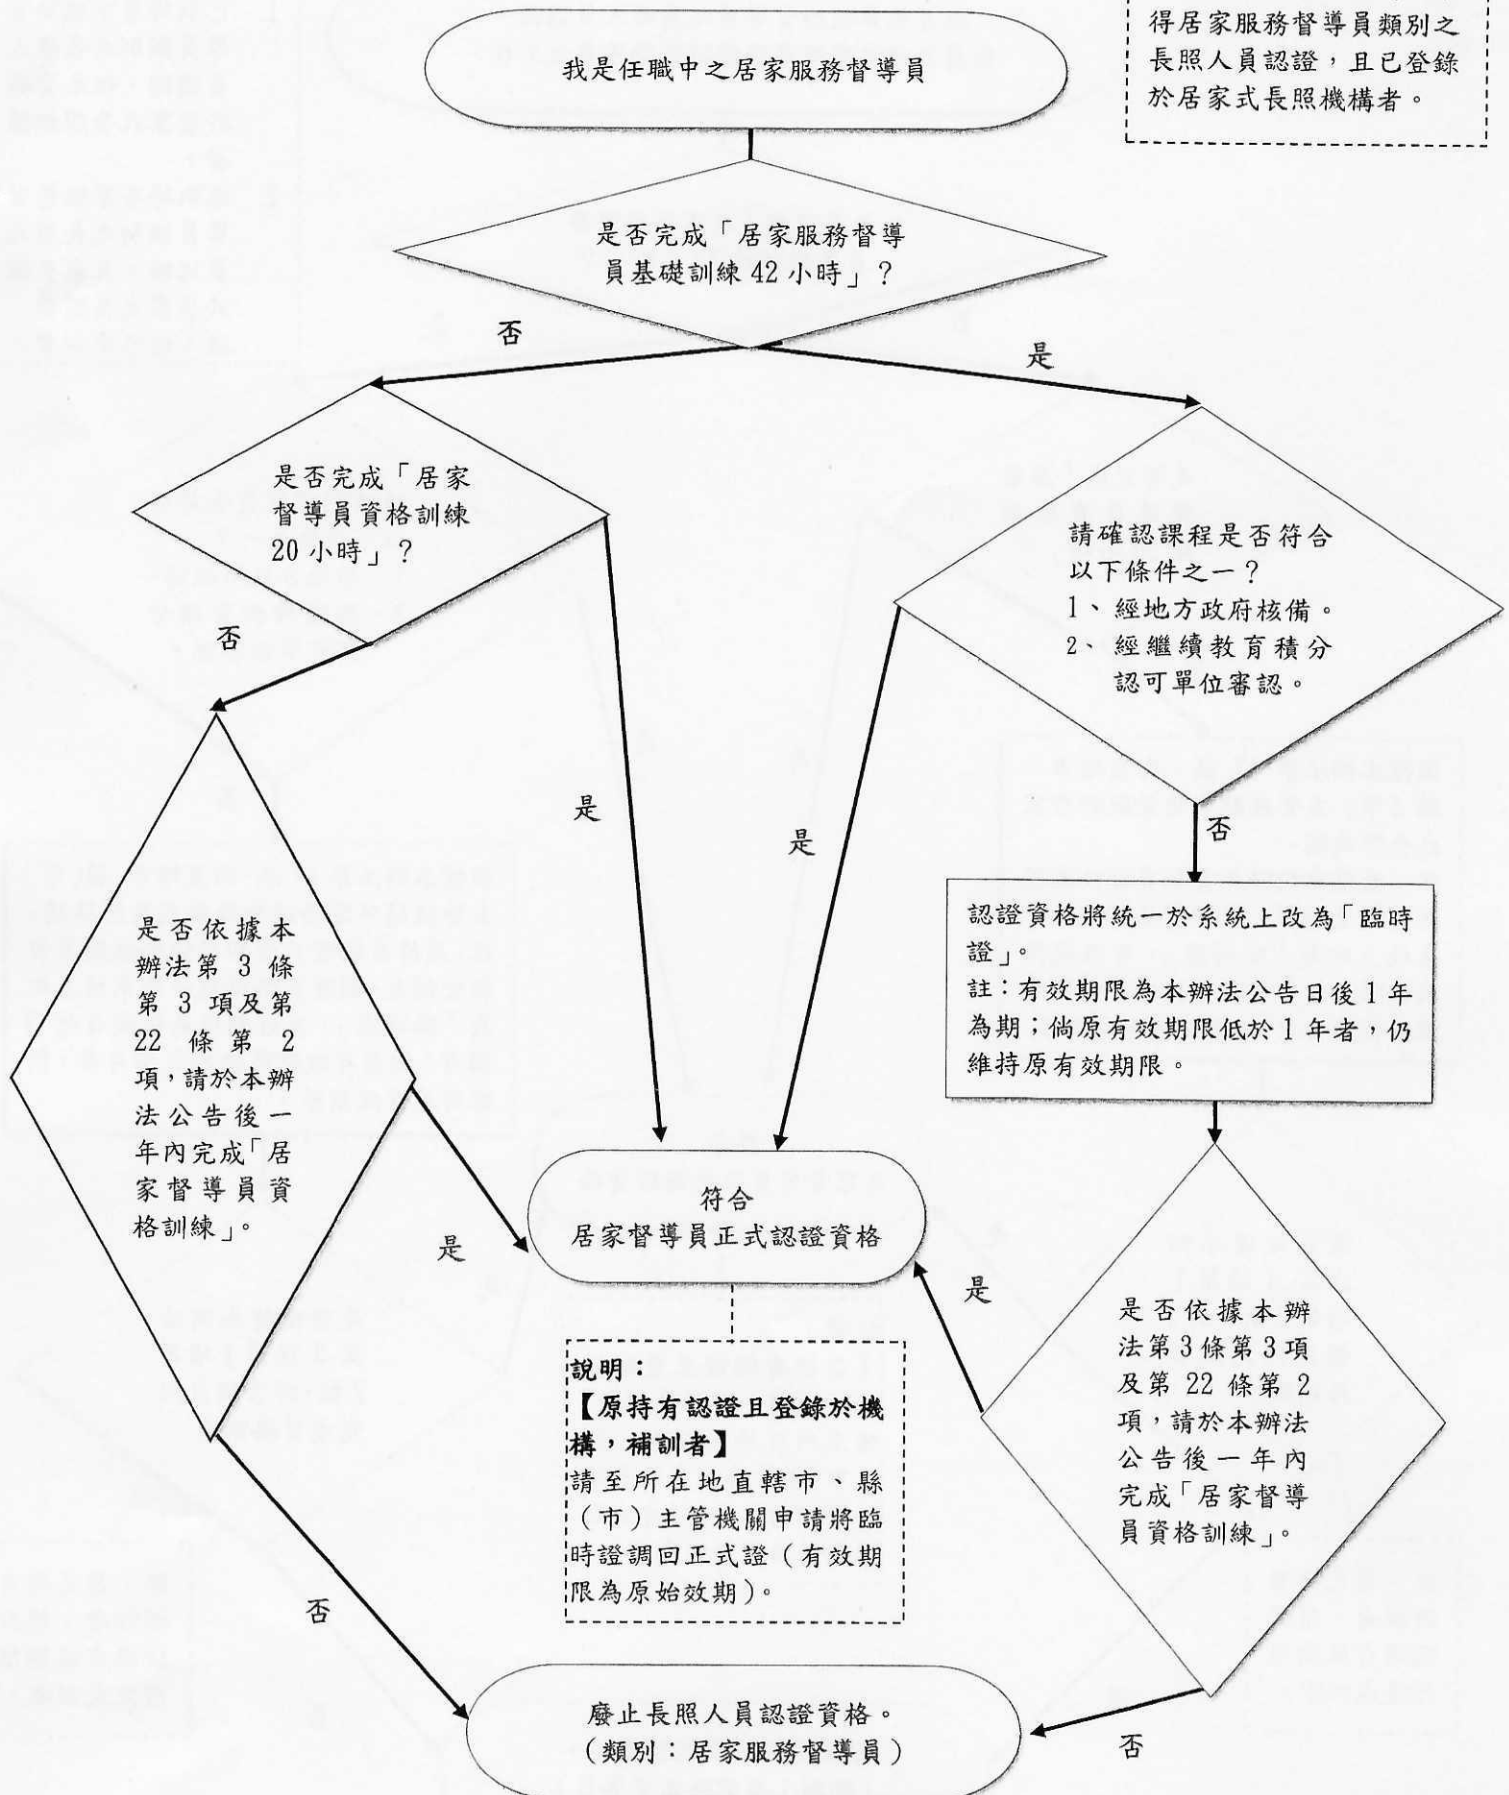 得居家服務督導員類別之
長照人員認證，且已登錄
於居家式長照機構者。
我是任職中之居家服務督導員
是否完成「居家服務督導
員基礎訓練 42 小時」？
否
是
是否完成「居家
督導員資格訓練
20 小時」？
請確認課程是否符合
以下條件之一？
1、經地方政府核備。
2、經繼續教育積分
認可單位審認。
否
是
是
否
認證資格將統一於系統上改為「臨時
證」。
註：有效期限為本辦法公告日後 1 年
為期；倘原有效期限低於 1 年者，仍
維持原有效期限。
是否依據本
辦法第 3 條
第 3 項及第
22 條第 2
項，請於本辦
法公告後一
年內完成「居
家督導員資
格訓練」。
是
符合
居家督導員正式認證資格
是
是否依據本辦
法第 3 條第 3 項
及第 22 條第 2
項，請於本辦法
公告後一年內
完成「居家督導
員資格訓練」。
說明：
【原持有認證且登錄於機
構，補訓者】
請至所在地直轄市、縣
（市）主管機關申請將臨
時證調回正式證（有效期
限為原始效期）。
否
廢止長照人員認證資格。
（類別：居家服務督導員）
否